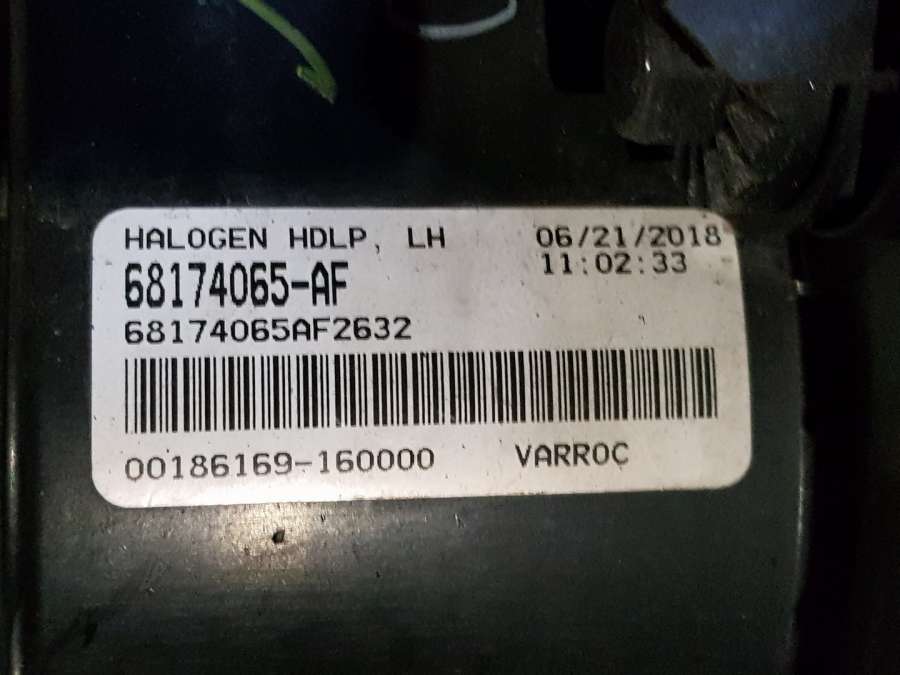 HALOGEN HDLP, LH 06/21/2018
68174065-AF 11:02:33
68174065AF2632
00186169-160000 VARROC